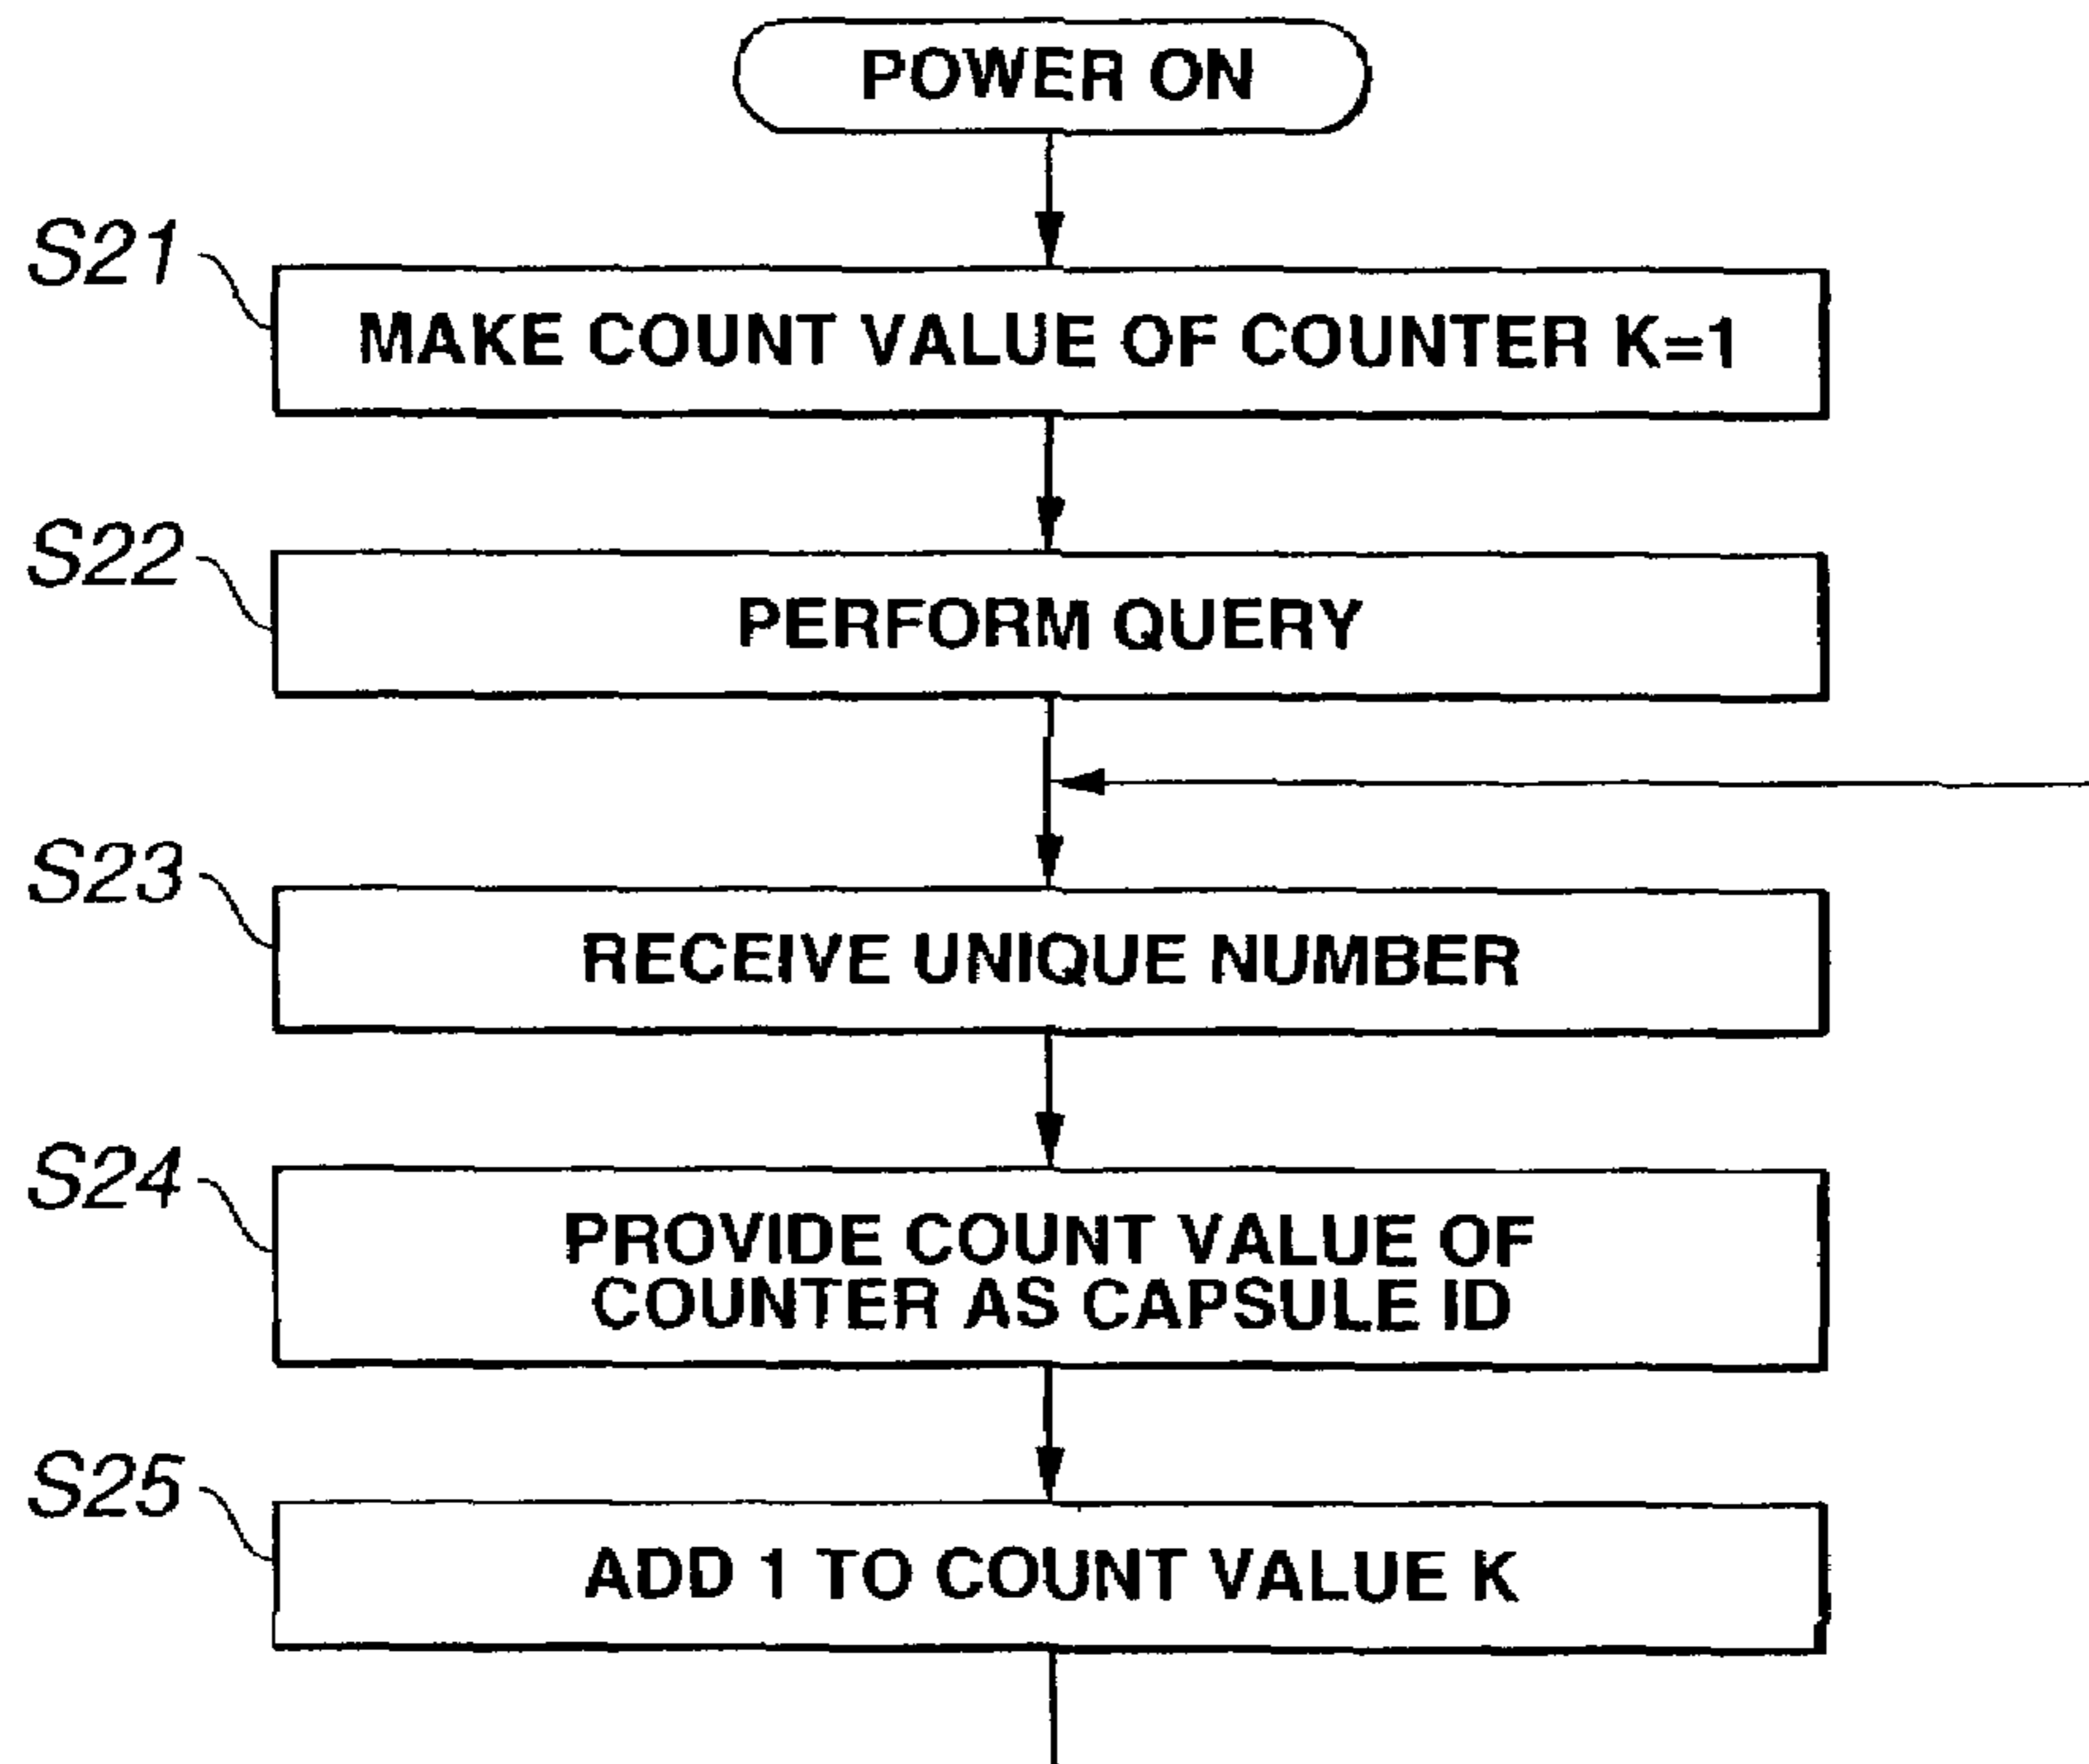 POWER ON
S21
MAKE COUNT VALUE OF COUNTER K=1
S22
PERFORM QUERY
S23
RECEIVE UNIQUE NUMBER
S24
PROVIDE COUNT VALUE OF
COUNTER AS CAPSULE ID
S25
ADD 1 TO COUNT VALUE K